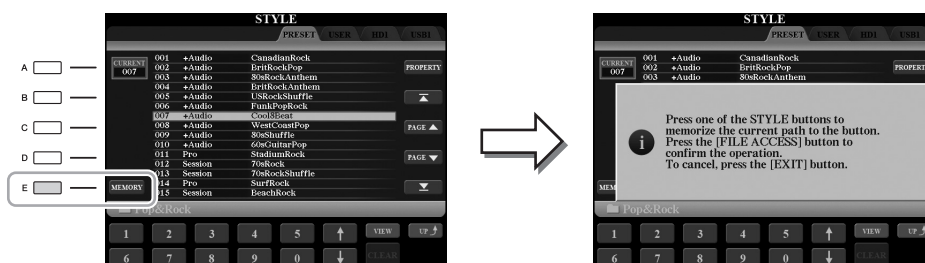 STYLE
PRESET USER HD1 USB1
A
B
C
D
E
CURRENT
007
001 +Audio CanadianRock
002 +Audio BritRockPop
003 +Audio 80sRockAnthem
004 +Audio BritRockAnthem
005 +Audio USRockShuffle
006 +Audio FunkPopRock
007 +Audio Cool8Beat
008 +Audio WestCoastPop
009 +Audio 80sShuffle
010 +Audio 60sGuitarPop
011 Pro StadiumRock
012 Session 70sRock
013 Session 70sRockShuffle
014 Pro SurfRock
015 Session BeachRock
PROPERTY
PAGE
PAGE
MEMORY
Pop&Rock
1 2 3 4 5 VIEW UP
6 7 8 9 0 CLEAR
STYLE
PRESET USER HD1 USB1
CURRENT
007
001 +Audio CanadianRock
002 +Audio BritRockPop
003 +Audio 80sRockAnthem
PROPERT
Press one of the STYLE buttons to
memorize the current path to the button.
Press the [FILE ACCESS] button to
confirm the operation.
To cancel, press the [EXIT] button.
MEM
Pop&Rock
1 2 3 4 5 VIEW UP
6 7 8 9 0 CLEAR